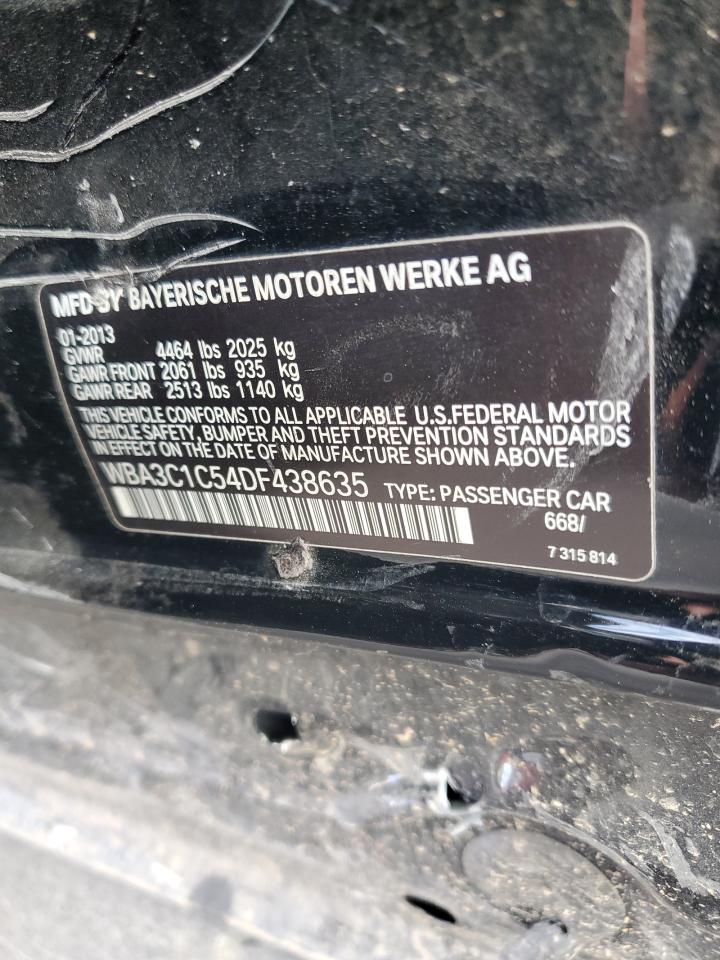 MFD BY BAYERISCHE MOTOREN WERKE AG
01-2013
GVWR 4464 lbs 2025 kg
GAWR FRONT 2061 lbs 935 kg
GAWR REAR 2513 lbs 1140 kg
THIS VEHICLE CONFORMS TO ALL APPLICABLE U.S.FEDERAL MOTOR
VEHICLE SAFETY, BUMPER AND THEFT PREVENTION STANDARDS
IN EFFECT ON THE DATE OF MANUFACTURE SHOWN ABOVE.
WBA3C1C54DF438635 TYPE: PASSENGER CAR
668/
7 315 814